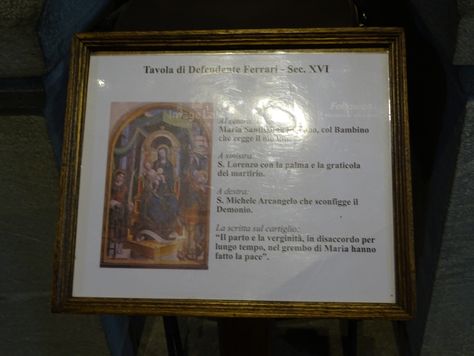 Tavola di Defendente Ferrari - Sec. XVI
Al centro:
Maria Santissima col Bambino
che regge il
A sinistra:
S. Lorenzo con la palma e la graticola
del martirio.
A destra:
S. Michele Arcangelo che sconfigge il
Demonio.
La scritta sul cartiglio:
“Il parto e la verginità, in disaccordo per
lungo tempo, nel grembo di Maria hanno
fatto la pace”.